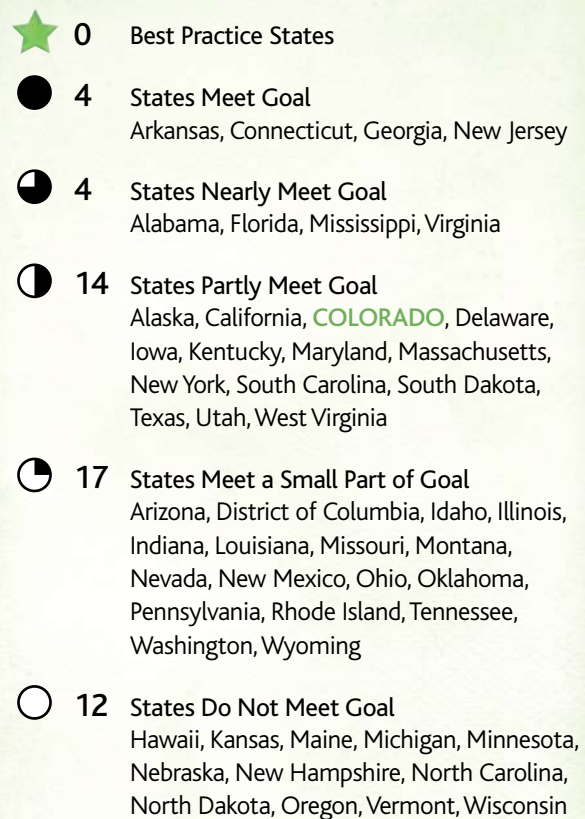 0 Best Practice States
4 States Meet Goal
Arkansas, Connecticut, Georgia, New Jersey
4 States Nearly Meet Goal
Alabama, Florida, Mississippi, Virginia
14 States Partly Meet Goal
Alaska, California, COLORADO, Delaware,
Iowa, Kentucky, Maryland, Massachusetts,
New York, South Carolina, South Dakota,
Texas, Utah, West Virginia
17 States Meet a Small Part of Goal
Arizona, District of Columbia, Idaho, Illinois,
Indiana, Louisiana, Missouri, Montana,
Nevada, New Mexico, Ohio, Oklahoma,
Pennsylvania, Rhode Island, Tennessee,
Washington, Wyoming
12 States Do Not Meet Goal
Hawaii, Kansas, Maine, Michigan, Minnesota,
Nebraska, New Hampshire, North Carolina,
North Dakota, Oregon, Vermont, Wisconsin